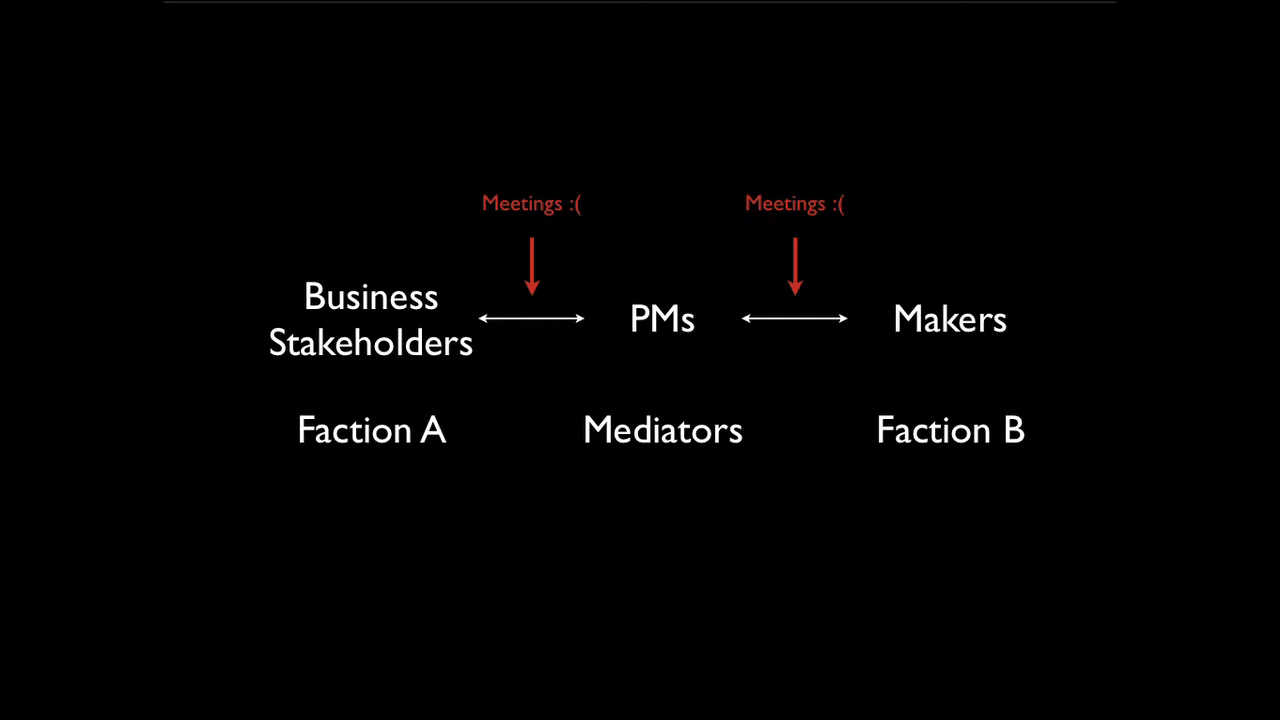 Meetings :(
Meetings :(
Business
Stakeholders
PMs
Makers
Faction A
Mediators
Faction B